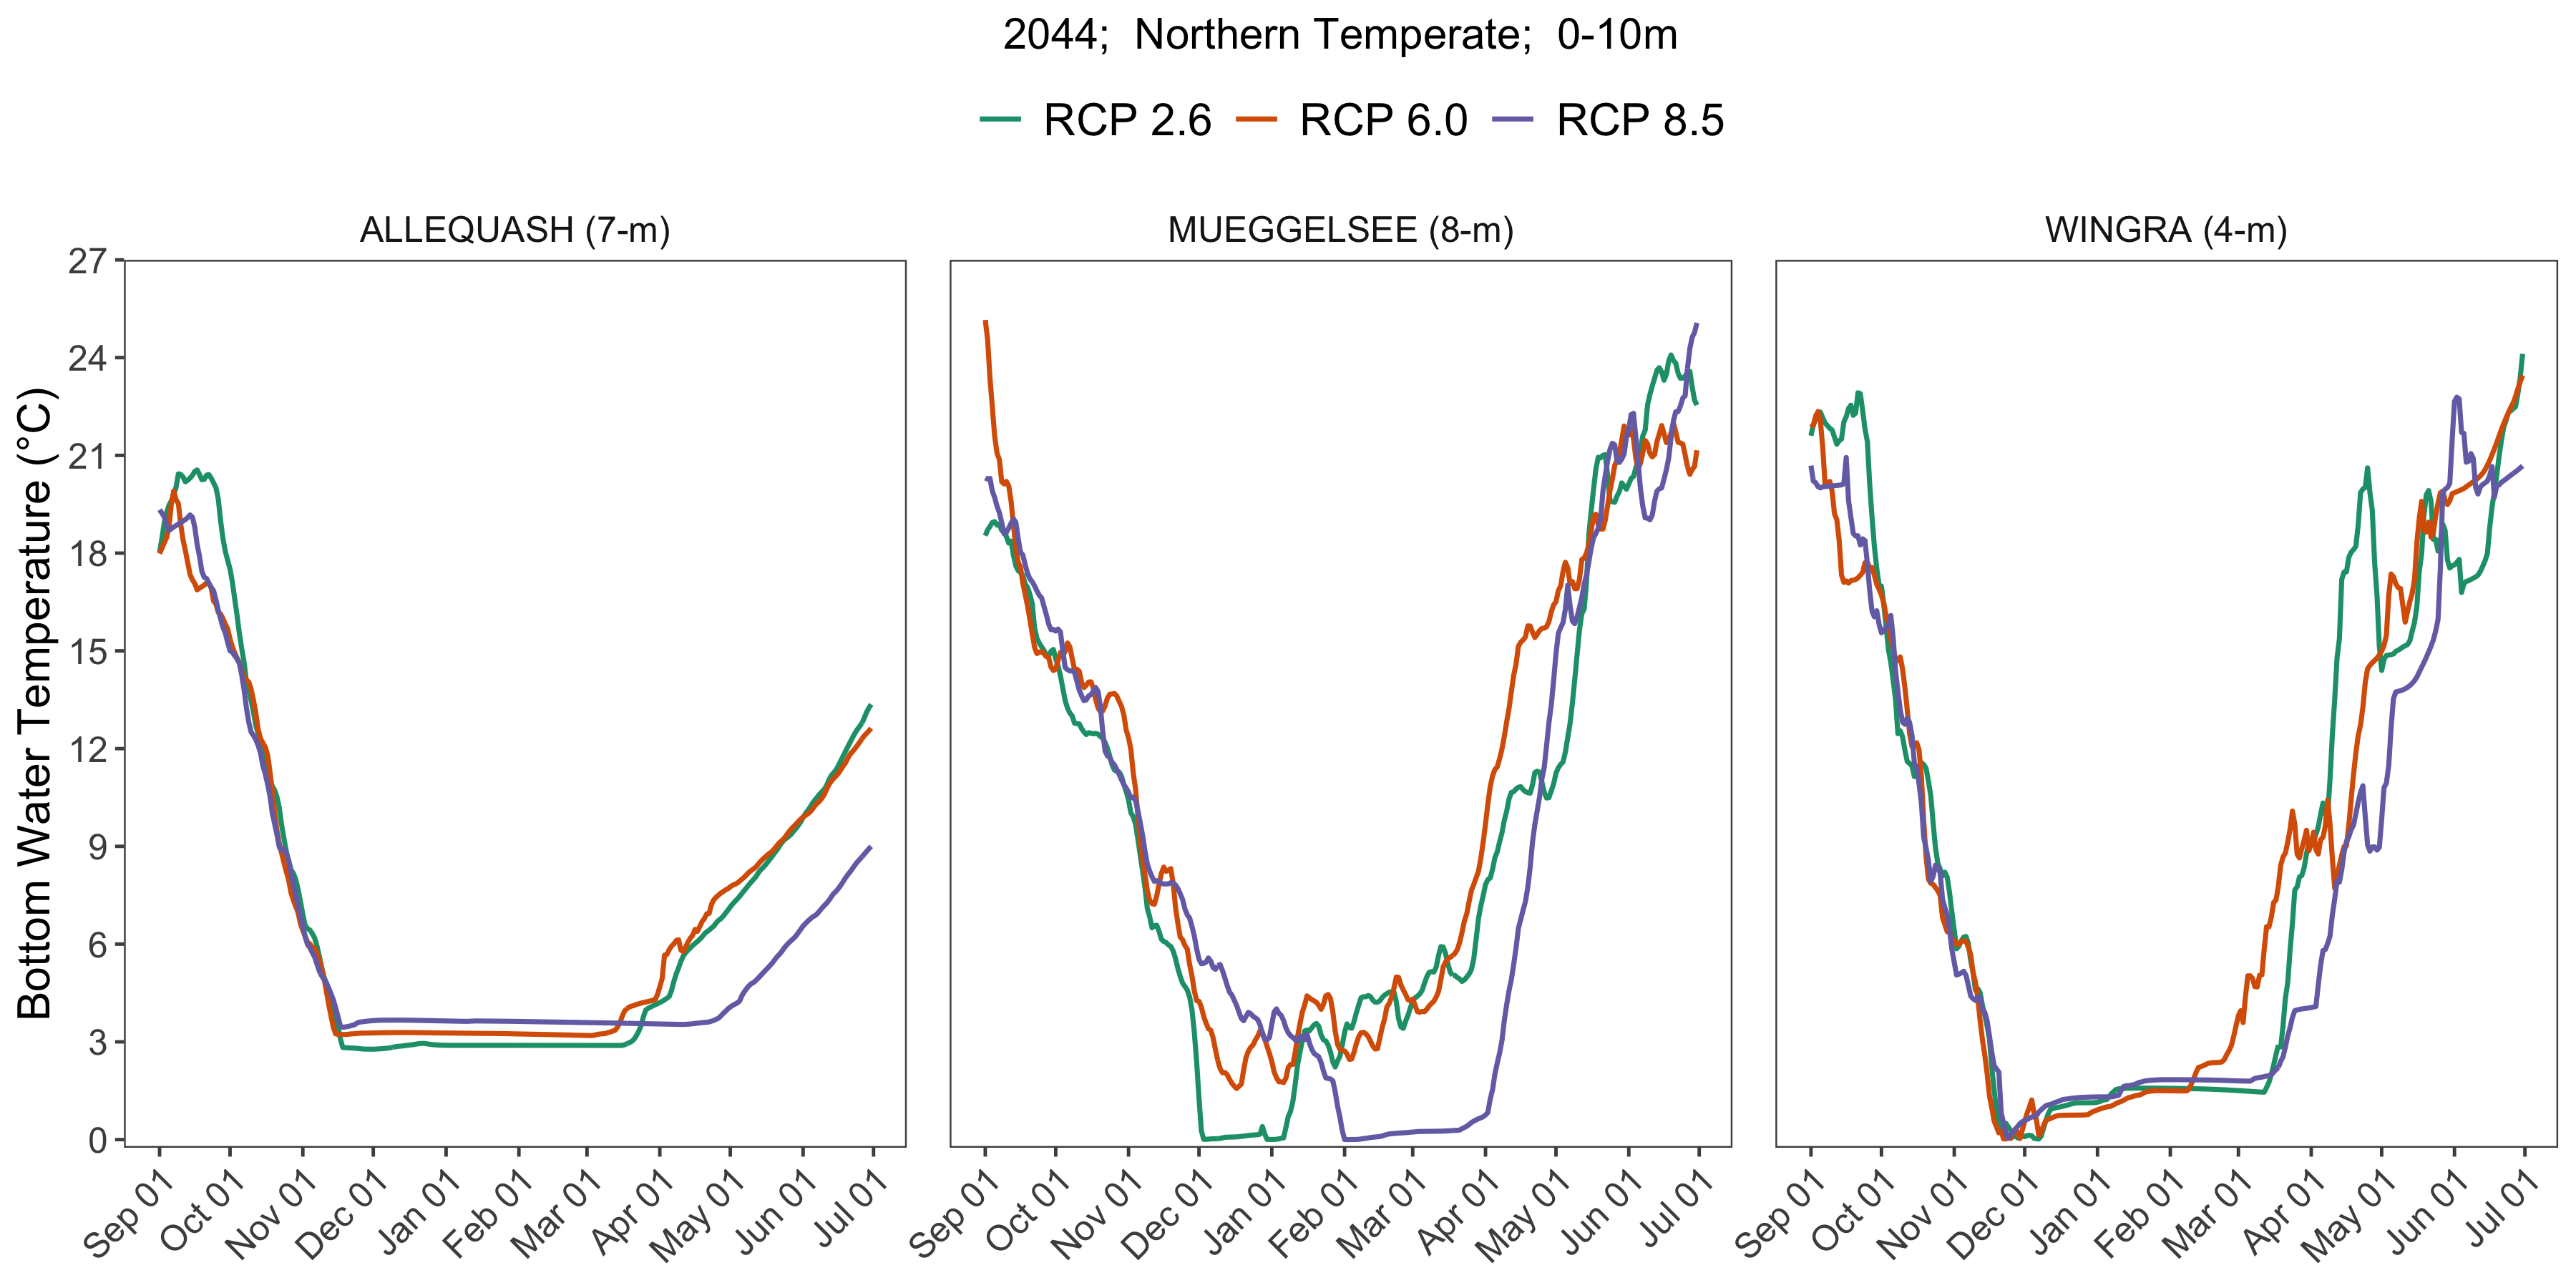 2044;  Northern Temperate;  0-10m
RCP 2.6 RCP 6.0 RCP 8.5
ALLEQUASH (7-m) MUEGGELSEE (8-m) WINGRA (4-m)
Bottom Water Temperature (°C)
27
24
21
18
15
12
9
6
3
0
Sep 01 Oct 01 Nov 01 Dec 01 Jan 01 Feb 01 Mar 01 Apr 01 May 01 Jun 01 Jul 01
Sep 01 Oct 01 Nov 01 Dec 01 Jan 01 Feb 01 Mar 01 Apr 01 May 01 Jun 01 Jul 01
Sep 01 Oct 01 Nov 01 Dec 01 Jan 01 Feb 01 Mar 01 Apr 01 May 01 Jun 01 Jul 01